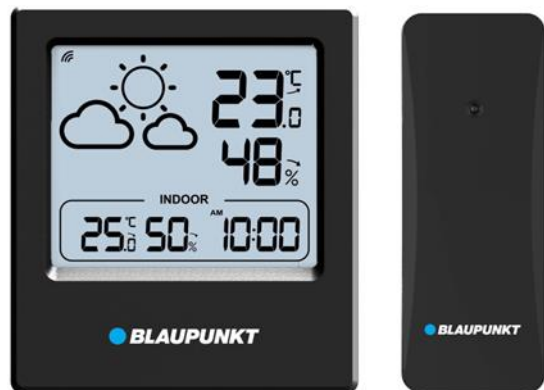 23.0 °C
48 %
INDOOR
25.0 °C 50 % AM 10:00
BLAUPUNKT
BLAUPUNKT